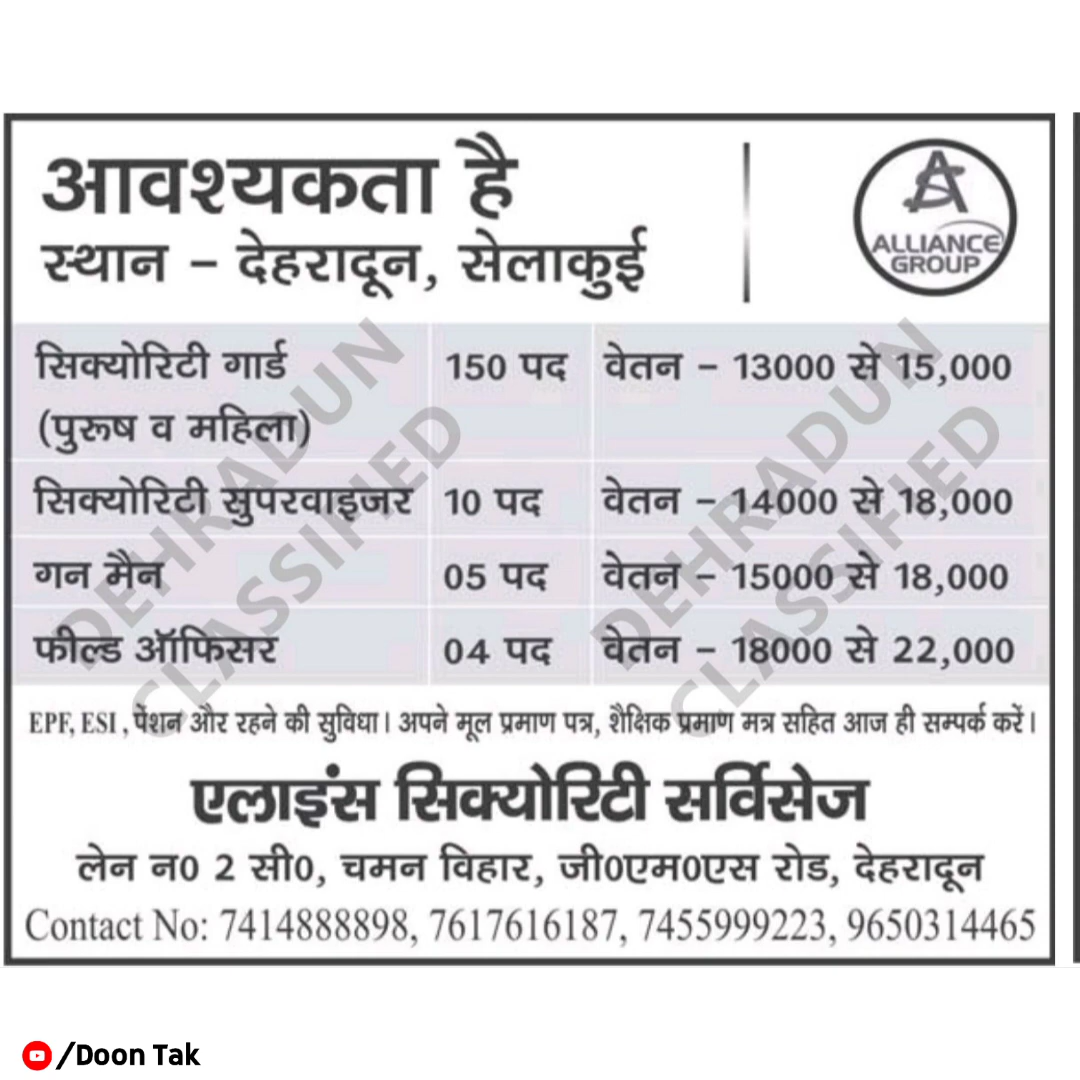 आवश्यकता है
स्थान – देहरादून, सेलाकुई
AS
ALLIANCE
GROUP
सिक्योरिटी गार्ड 150 पद वेतन – 13000 से 15,000
(पुरूष व महिला)
सिक्योरिटी सुपरवाइजर 10 पद वेतन – 14000 से 18,000
गन मैन 05 पद वेतन – 15000 से 18,000
फील्ड ऑफिसर 04 पद वेतन – 18000 से 22,000
DEHRADUN
CLASSIFIED
DEHRADUN
CLASSIFIED
EPF, ESI , पेंशन और रहने की सुविधा। अपने मूल प्रमाण पत्र, शैक्षिक प्रमाण मत्र सहित आज ही सम्पर्क करें।
एलाइंस सिक्योरिटी सर्विसेज
लेन न0 2 सी0, चमन विहार, जी0एम0एस रोड, देहरादून
Contact No: 7414888898, 7617616187, 7455999223, 9650314465
/Doon Tak